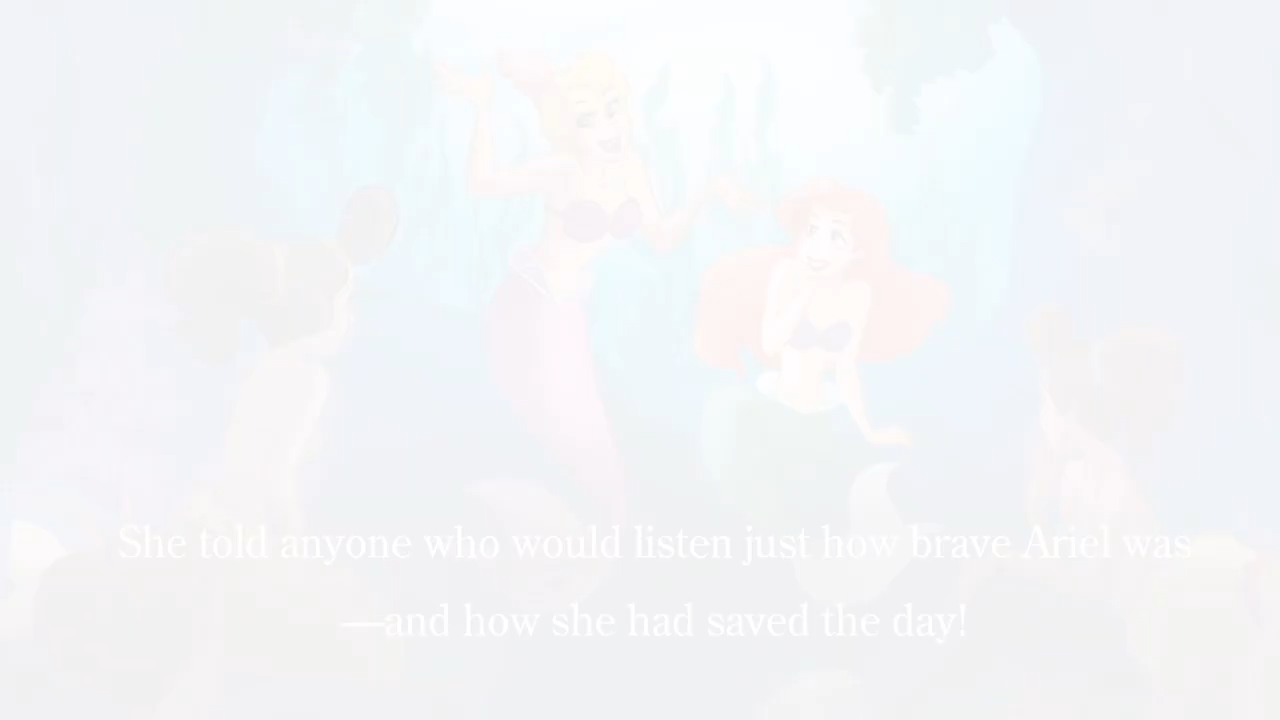 She told anyone who would listen just how brave Ariel was
—and how she had saved the day!